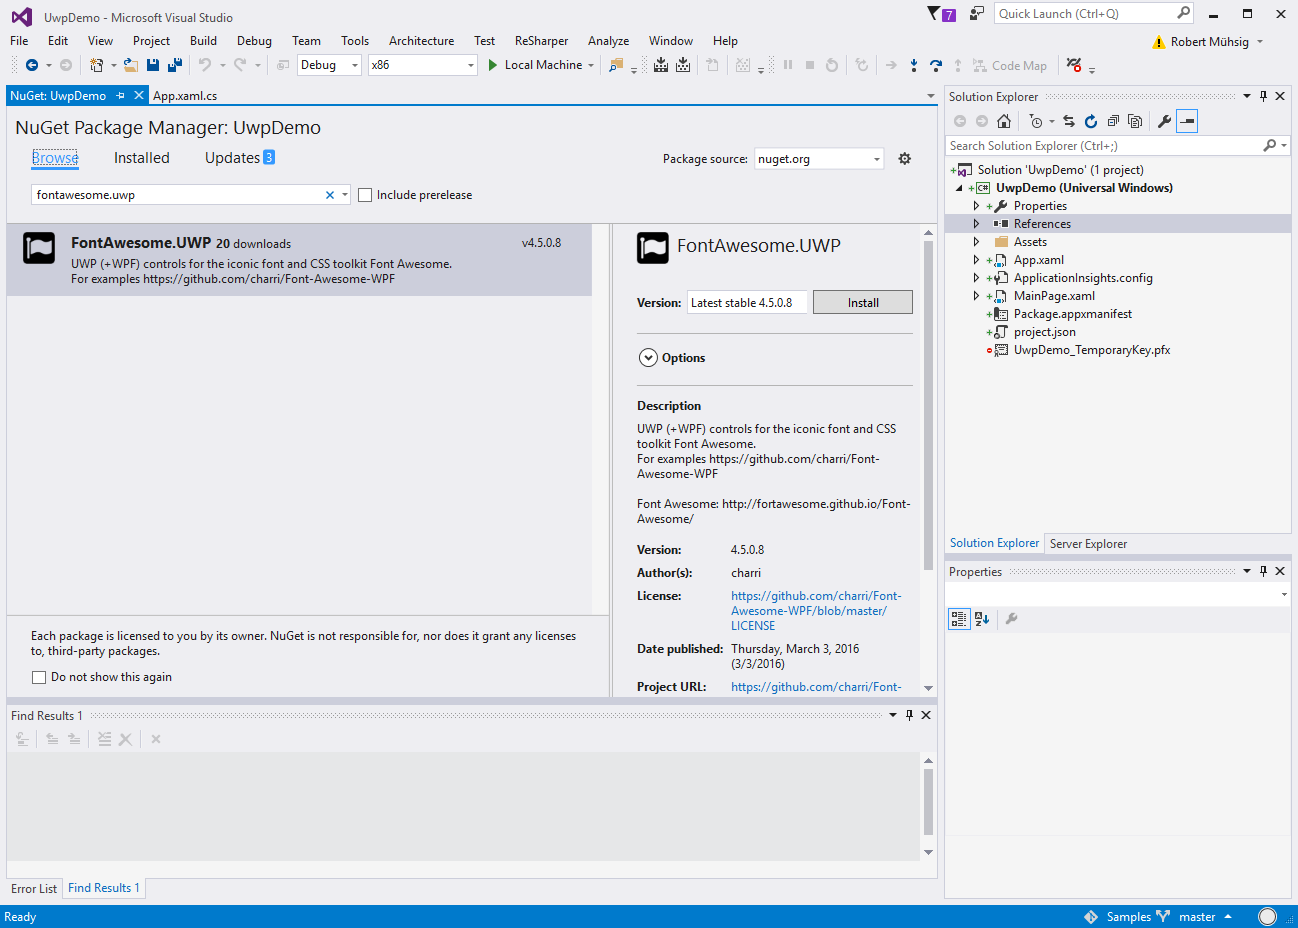 UwpDemo - Microsoft Visual Studio
7
Quick Launch (Ctrl+Q)
File Edit View Project Build Debug Team Tools Architecture Test ReSharper Analyze Window Help
Robert Mühsig
Debug x86 Local Machine Code Map
NuGet: UwpDemo App.xaml.cs
NuGet Package Manager: UwpDemo
Browse Installed Updates 3
Package source: nuget.org
fontawesome.uwp Include prerelease
FontAwesome.UWP 20 downloads v4.5.0.8
UWP (+WPF) controls for the iconic font and CSS toolkit Font Awesome.
For examples https://github.com/charri/Font-Awesome-WPF
Each package is licensed to you by its owner. NuGet is not responsible for, nor does it grant any licenses
to, third-party packages.
Do not show this again
FontAwesome.UWP
Version: Latest stable 4.5.0.8 Install
Options
Description
UWP (+WPF) controls for the iconic font and CSS
toolkit Font Awesome.
For examples https://github.com/charri/Font-
Awesome-WPF
Font Awesome: http://fortawesome.github.io/Font-
Awesome/
Version: 4.5.0.8
Author(s): charri
License: https://github.com/charri/Font-
Awesome-WPF/blob/master/
LICENSE
Date published: Thursday, March 3, 2016
(3/3/2016)
Project URL: https://github.com/charri/Font-
Find Results 1
Error List Find Results 1
Solution Explorer
Search Solution Explorer (Ctrl+;)
Solution 'UwpDemo' (1 project)
C# UwpDemo (Universal Windows)
Properties
References
Assets
App.xaml
ApplicationInsights.config
MainPage.xaml
Package.appxmanifest
project.json
UwpDemo_TemporaryKey.pfx
Solution Explorer Server Explorer
Properties
Ready
Samples master